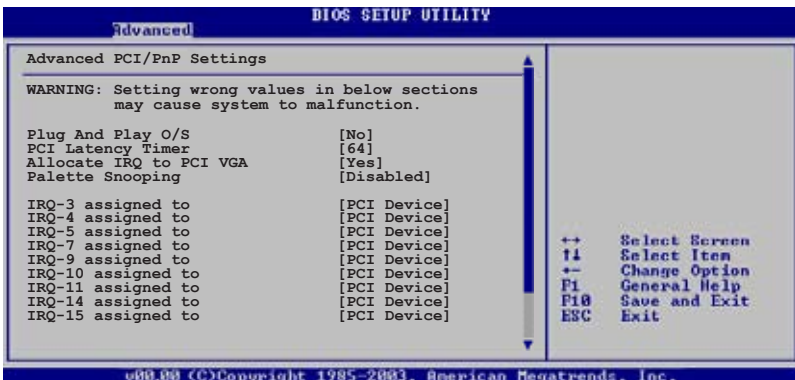 BIOS SETUP UTILITY
Advanced
Advanced PCI/PnP Settings
WARNING: Setting wrong values in below sections
may cause system to malfunction.
Plug And Play O/S [No]
PCI Latency Timer [64]
Allocate IRQ to PCI VGA [Yes]
Palette Snooping [Disabled]
IRQ-3 assigned to [PCI Device]
IRQ-4 assigned to [PCI Device]
IRQ-5 assigned to [PCI Device]
IRQ-7 assigned to [PCI Device]
IRQ-9 assigned to [PCI Device]
IRQ-10 assigned to [PCI Device]
IRQ-11 assigned to [PCI Device]
IRQ-14 assigned to [PCI Device]
IRQ-15 assigned to [PCI Device]
↔ Select Screen
↑↓ Select Item
+- Change Option
F1 General Help
F10 Save and Exit
ESC Exit
v00.00 (C)Copyright 1985-2003, American Megatrends, Inc.